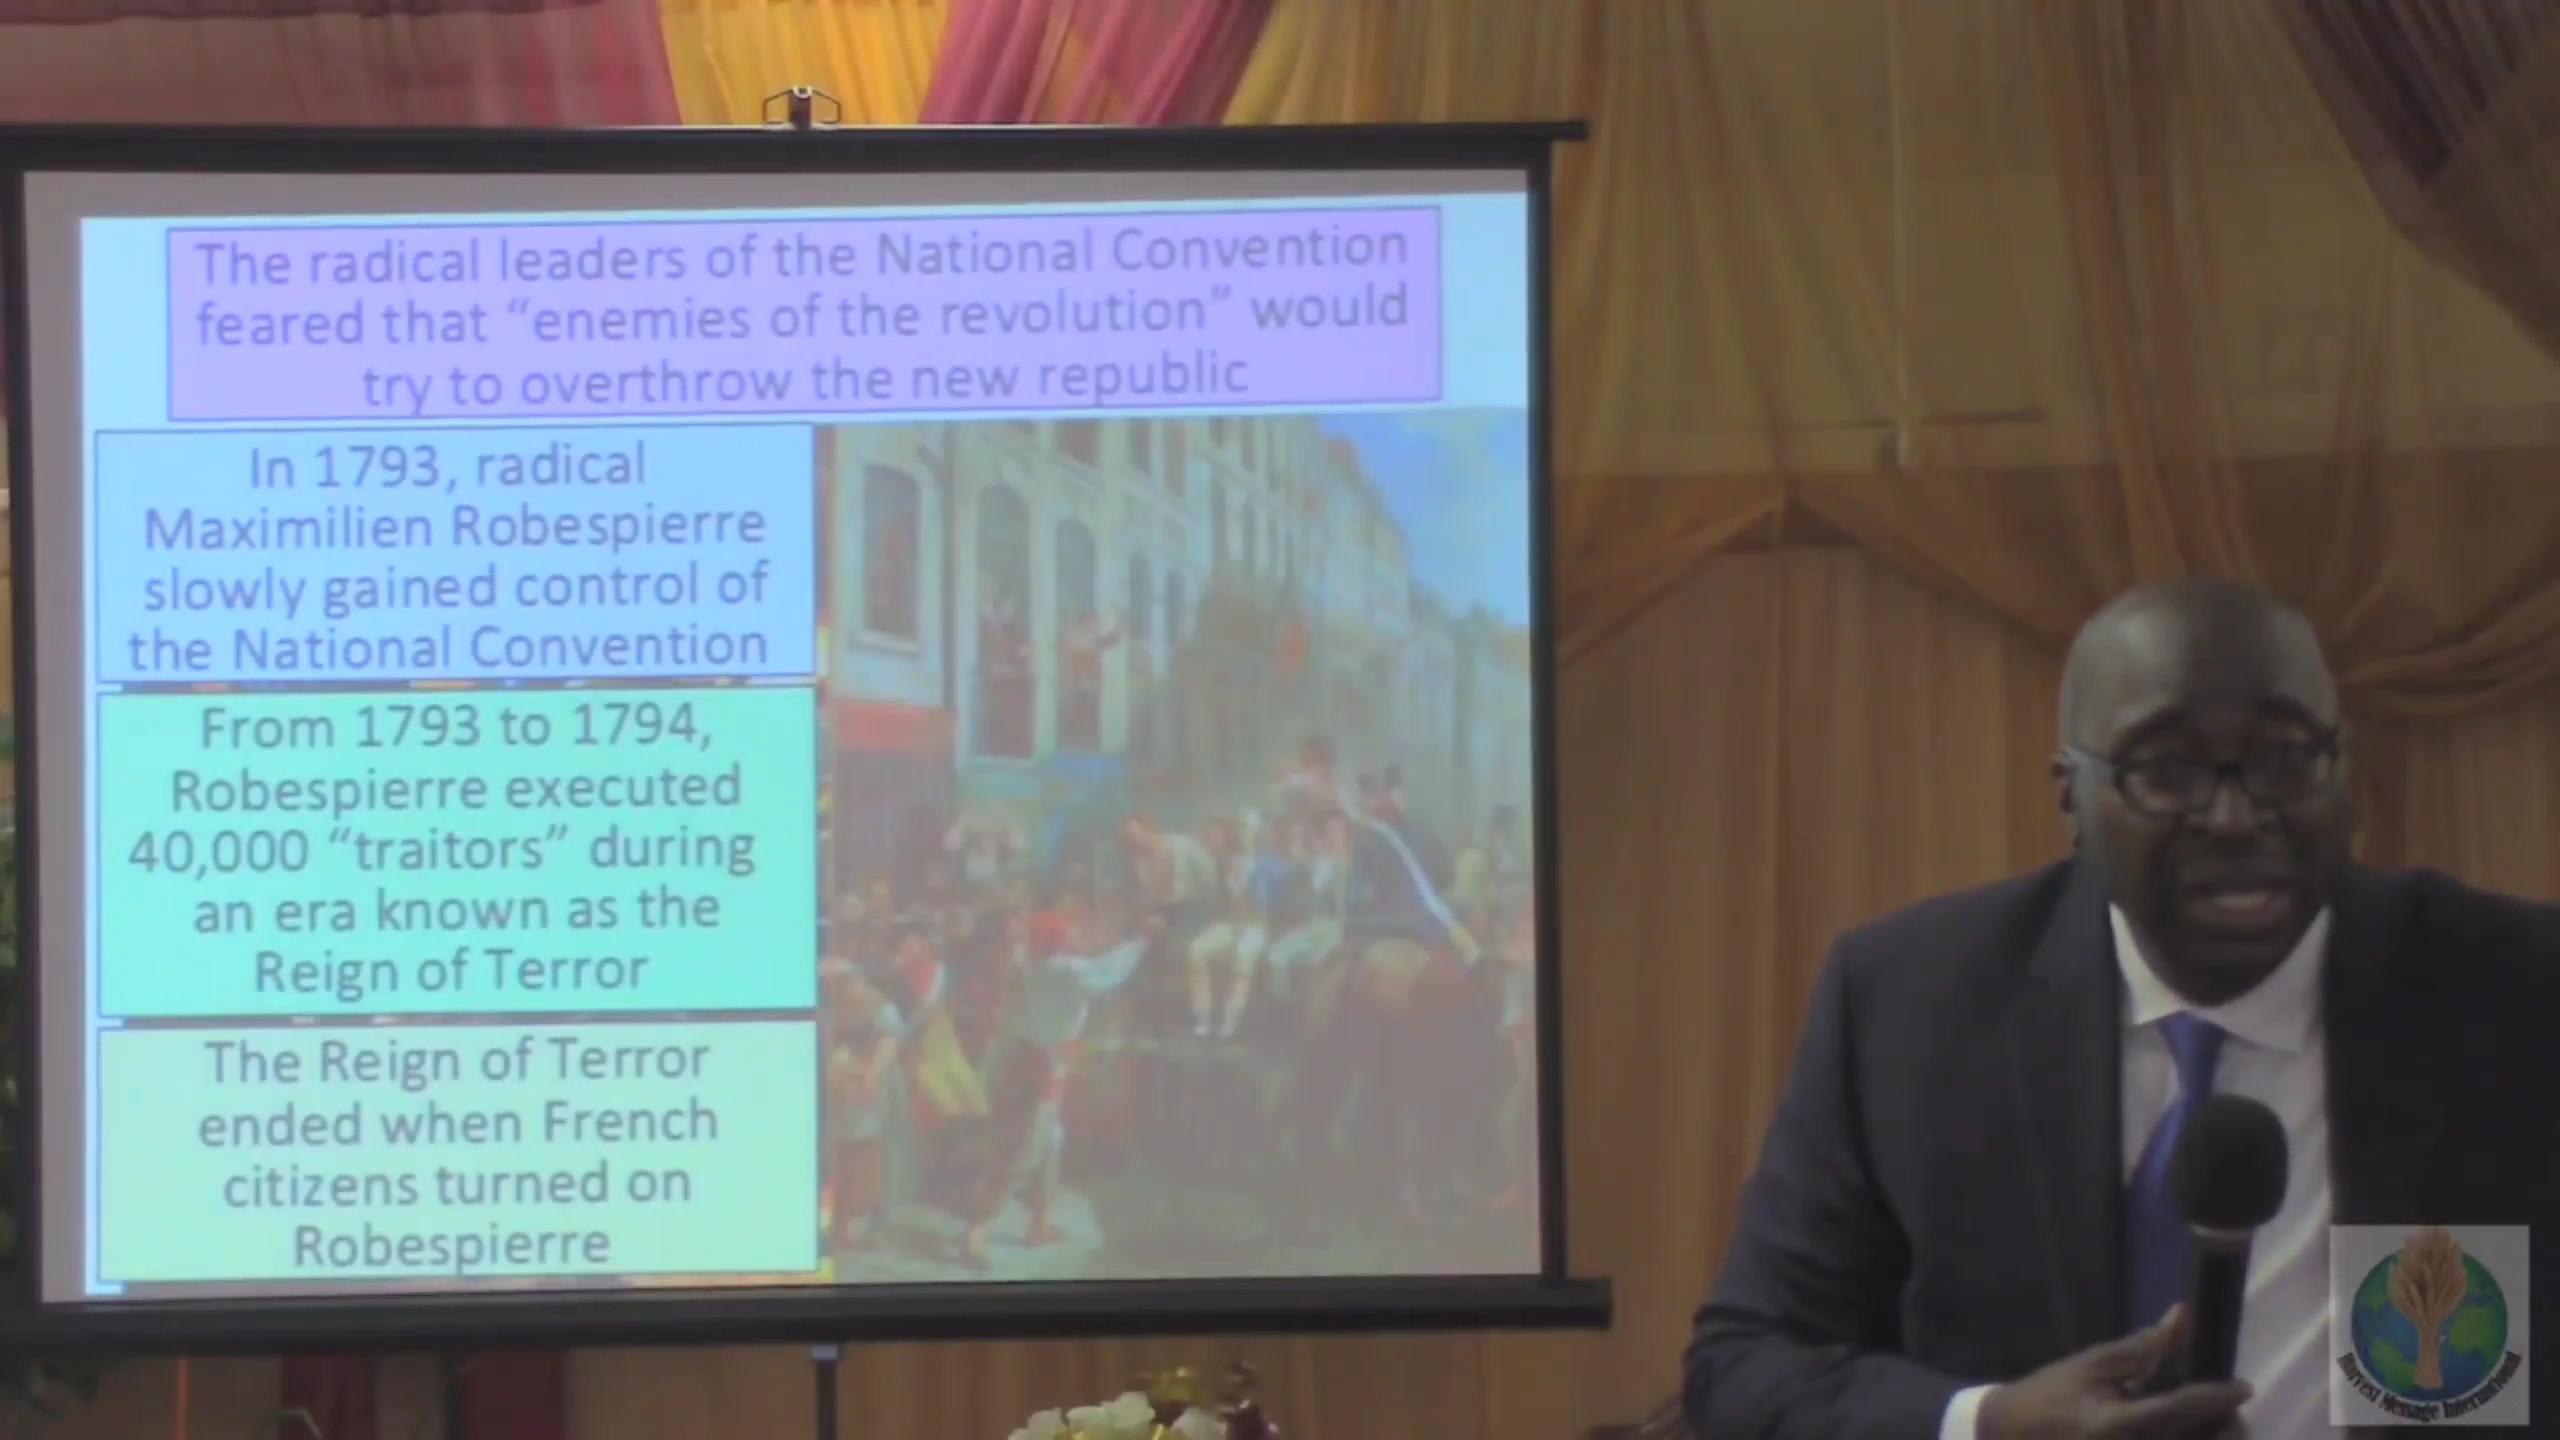 The radical leaders of the National Convention
feared that “enemies of the revolution” would
try to overthrow the new republic
In 1793, radical
Maximilien Robespierre
slowly gained control of
the National Convention
From 1793 to 1794,
Robespierre executed
40,000 “traitors” during
an era known as the
Reign of Terror
The Reign of Terror
ended when French
citizens turned on
Robespierre
Harvest Message International